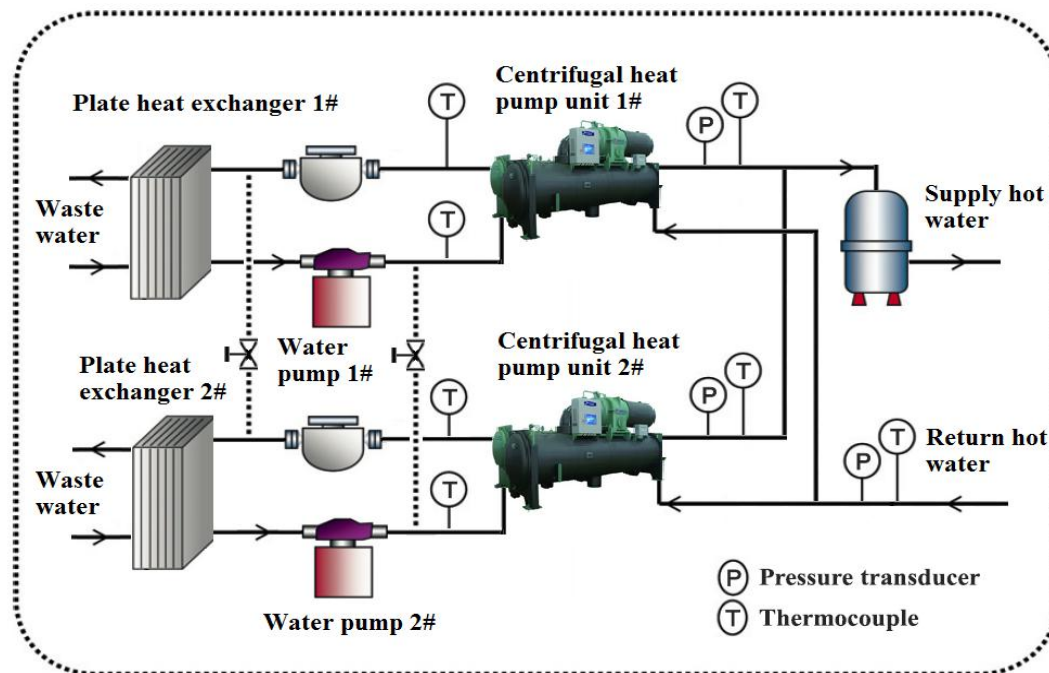 Centrifugal heat
pump unit 1#
Plate heat exchanger 1#
T
P
T
Waste
water
T
Supply hot
water
Water
pump 1#
Plate heat
exchanger 2#
Centrifugal heat
pump unit 2#
T
P
T
Waste
water
T
P
T
Return hot
water
Water pump 2#
P Pressure transducer
T Thermocouple